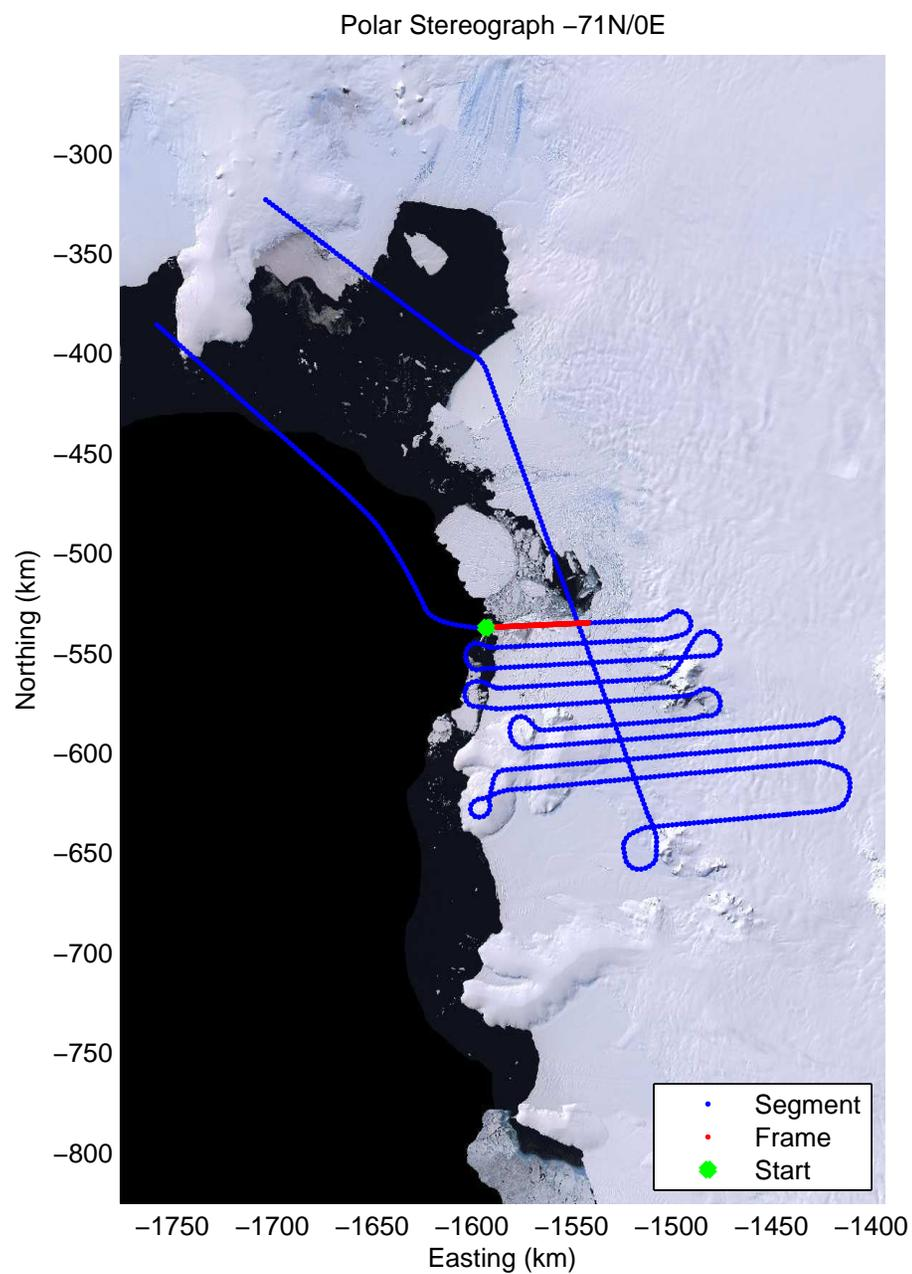 Polar Stereograph −71N/0E
−300
−350
−400
−450
−500
−550
−600
−650
−700
−750
−800
Northing (km)
Segment
Frame
Start
−1750 −1700 −1650 −1600 −1550 −1500 −1450 −1400
Easting (km)